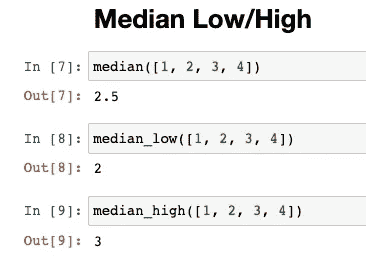 Median Low/High
In [7]: median([1, 2, 3, 4])
Out[7]: 2.5
In [8]: median_low([1, 2, 3, 4])
Out[8]: 2
In [9]: median_high([1, 2, 3, 4])
Out[9]: 3